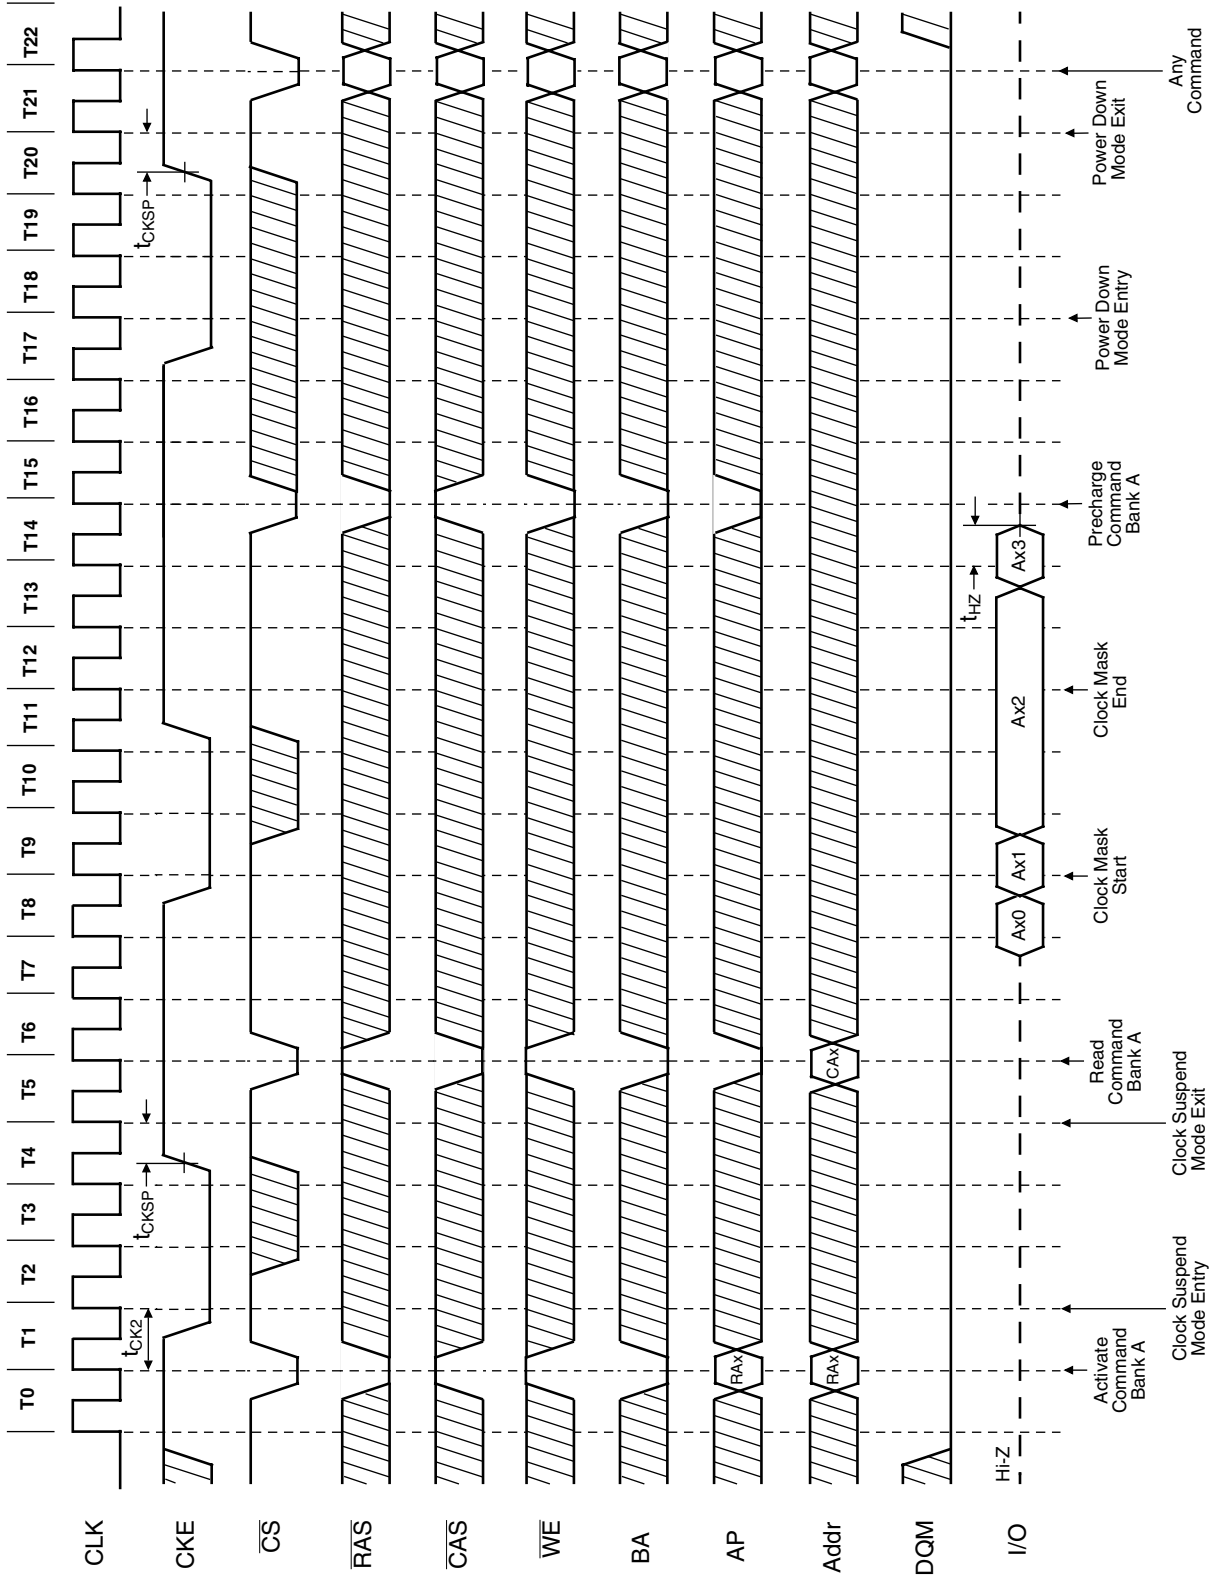 T0 T1 T2 T3 T4 T5 T6 T7 T8 T9 T10 T11 T12 T13 T14 T15 T16 T17 T18 T19 T20 T21 T22
CLK
tCK2
tCKSP
tCKSP
CKE
CS
RAS
CAS
WE
BA
AP
RAx
Addr
RAx
CAx
DQM
tHZ
I/O
Hi-Z
Ax0
Ax1
Ax2
Ax3
Activate
Command
Bank A
Clock Suspend
Mode Entry
Clock Suspend
Mode Exit
Read
Command
Bank A
Clock Mask
Start
Clock Mask
End
Precharge
Command
Bank A
Power Down
Mode Entry
Power Down
Mode Exit
Any
Command